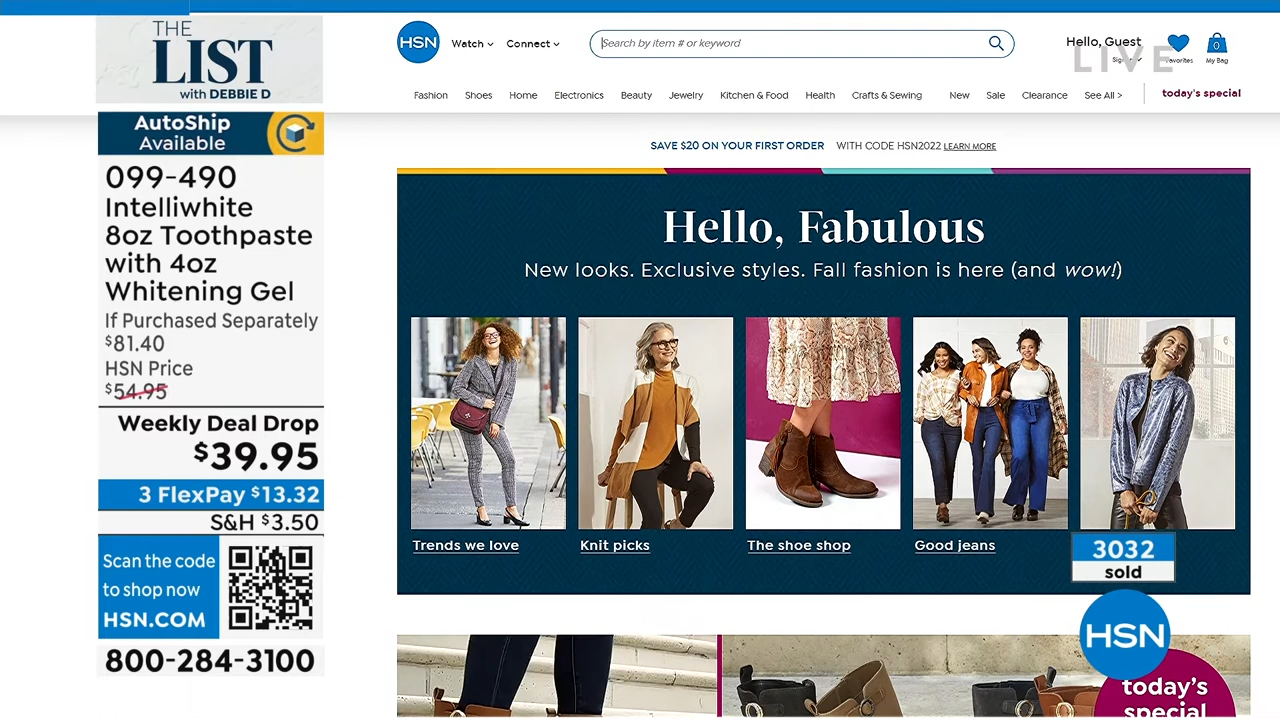 THE
LIST
with DEBBIE D
AutoShip
Available
099-490
Intelliwhite
8oz Toothpaste
with 4oz
Whitening Gel
If Purchased Separately
$81.40
HSN Price
$54.95
Weekly Deal Drop
$39.95
3 FlexPay $13.32
S&H $3.50
Scan the code
to shop now
HSN.COM
800-284-3100
HSN
Watch
Connect
Search by item # or keyword
Hello, Guest
LIVE
Favorites
0
My Bag
Fashion Shoes Home Electronics Beauty Jewelry Kitchen & Food Health Crafts & Sewing New Sale Clearance See All > today's special
SAVE $20 ON YOUR FIRST ORDER WITH CODE HSN2022 LEARN MORE
Hello, Fabulous
New looks. Exclusive styles. Fall fashion is here (and wow!)
Trends we love
Knit picks
The shoe shop
Good jeans
3032
sold
HSN
today's
special